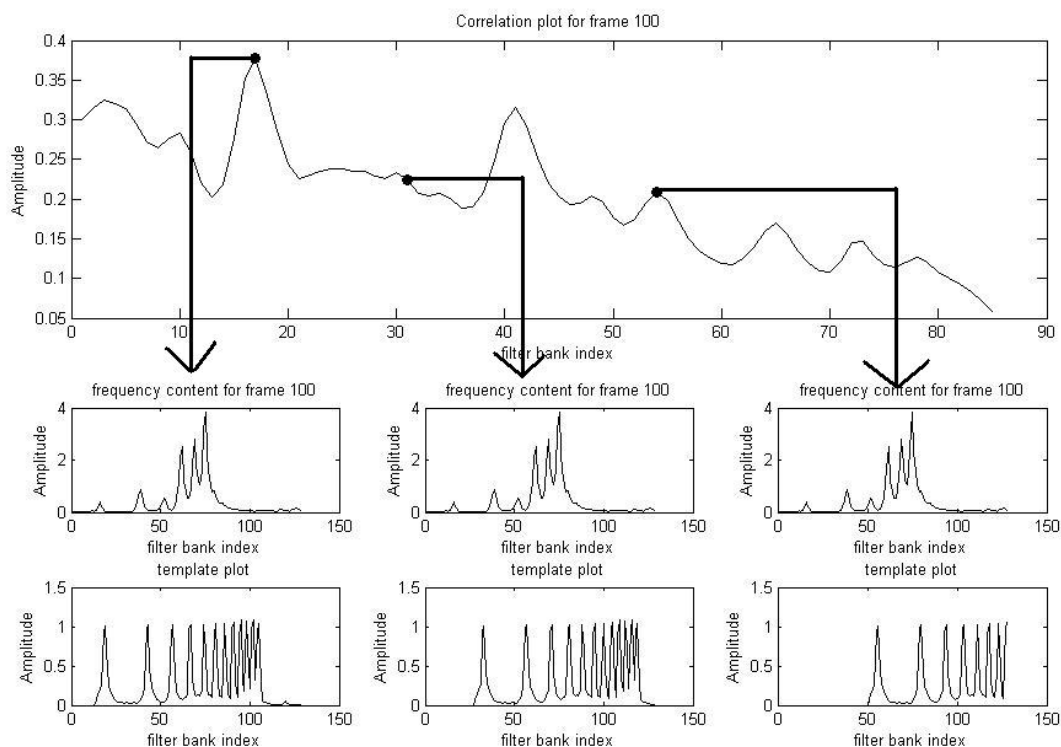 Correlation plot for frame 100
0.4
0.35
0.3
0.25
0.2
0.15
0.1
0.05
Amplitude
0 10 20 30 40 50 60 70 80 90
filter bank index
frequency content for frame 100
4
2
0
Amplitude
0 50 100 150
filter bank index
frequency content for frame 100
4
2
0
Amplitude
0 50 100 150
filter bank index
frequency content for frame 100
4
2
0
Amplitude
0 50 100 150
filter bank index
template plot
1.5
1
0.5
0
Amplitude
0 50 100 150
filter bank index
template plot
1.5
1
0.5
0
Amplitude
0 50 100 150
filter bank index
template plot
1.5
1
0.5
0
Amplitude
0 50 100 150
filter bank index